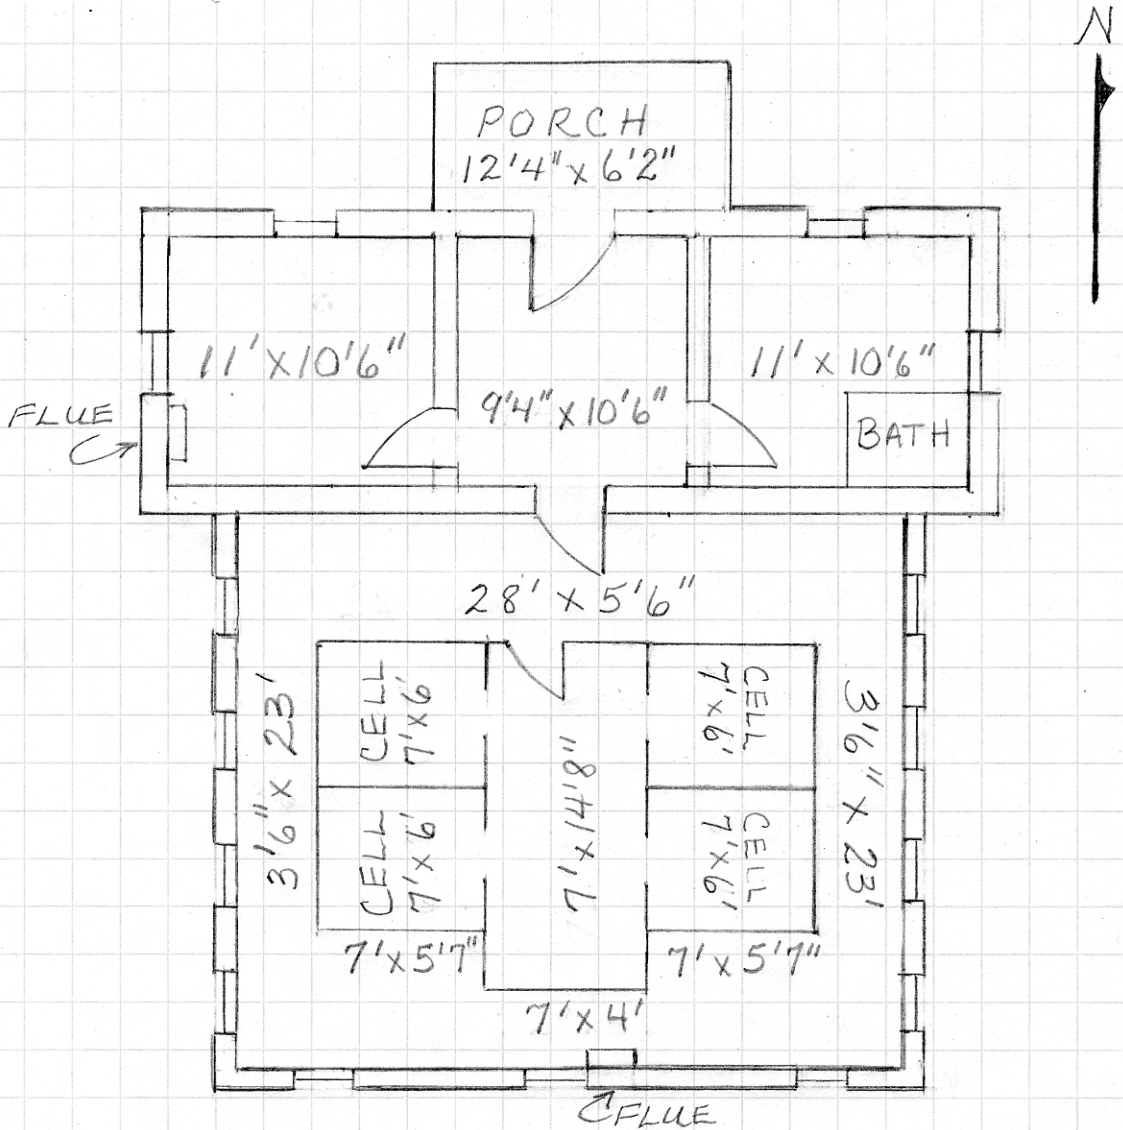 N
PORCH
12'4" x 6'2"
11' x 10'6"
9'4" x 10'6"
11' x 10'6"
FLUE
BATH
28' x 5'6"
3'6" x 23'
CELL
7' x 6'
CELL
7' x 6'
7' x 14'8"
CELL
7' x 6'
CELL
7' x 6'
3'6" x 23'
7' x 5'7"
7' x 5'7"
7' x 4'
FLUE